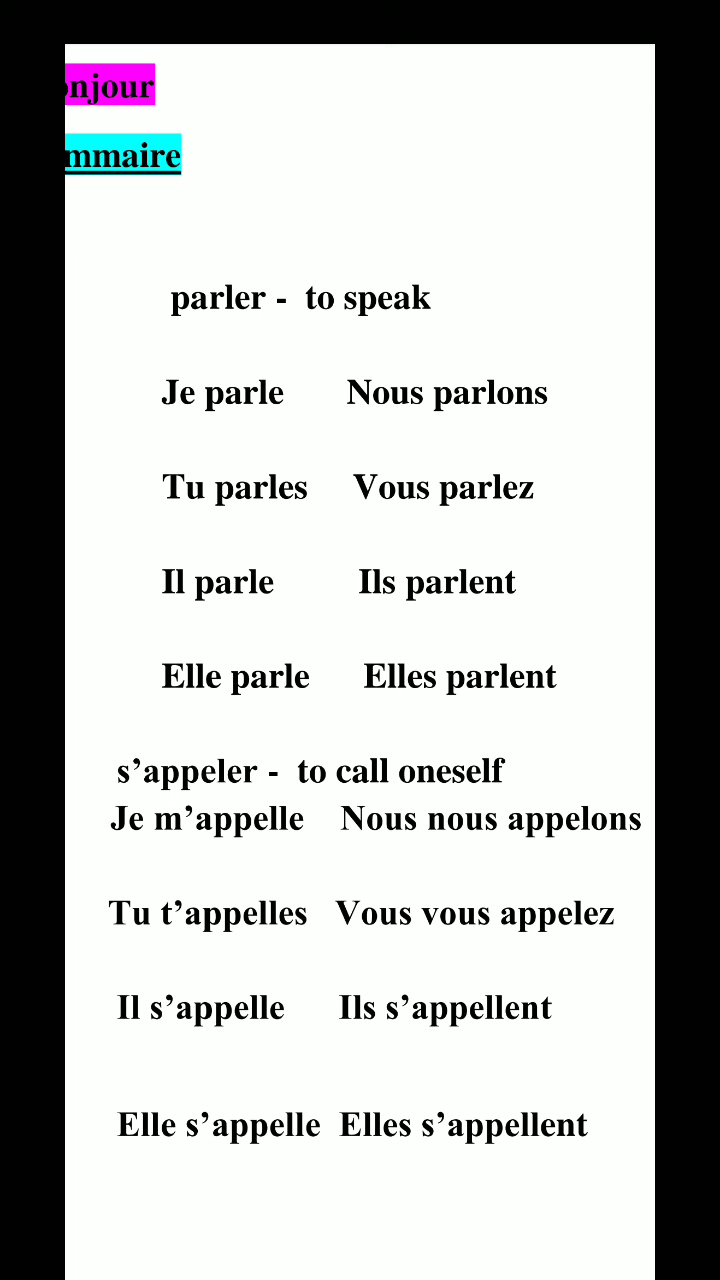 onjour
mmaire
parler - to speak
Je parle Nous parlons
Tu parles Vous parlez
Il parle Ils parlent
Elle parle Elles parlent
s’appeler - to call oneself
Je m’appelle Nous nous appelons
Tu t’appelles Vous vous appelez
Il s’appelle Ils s’appellent
Elle s’appelle Elles s’appellent